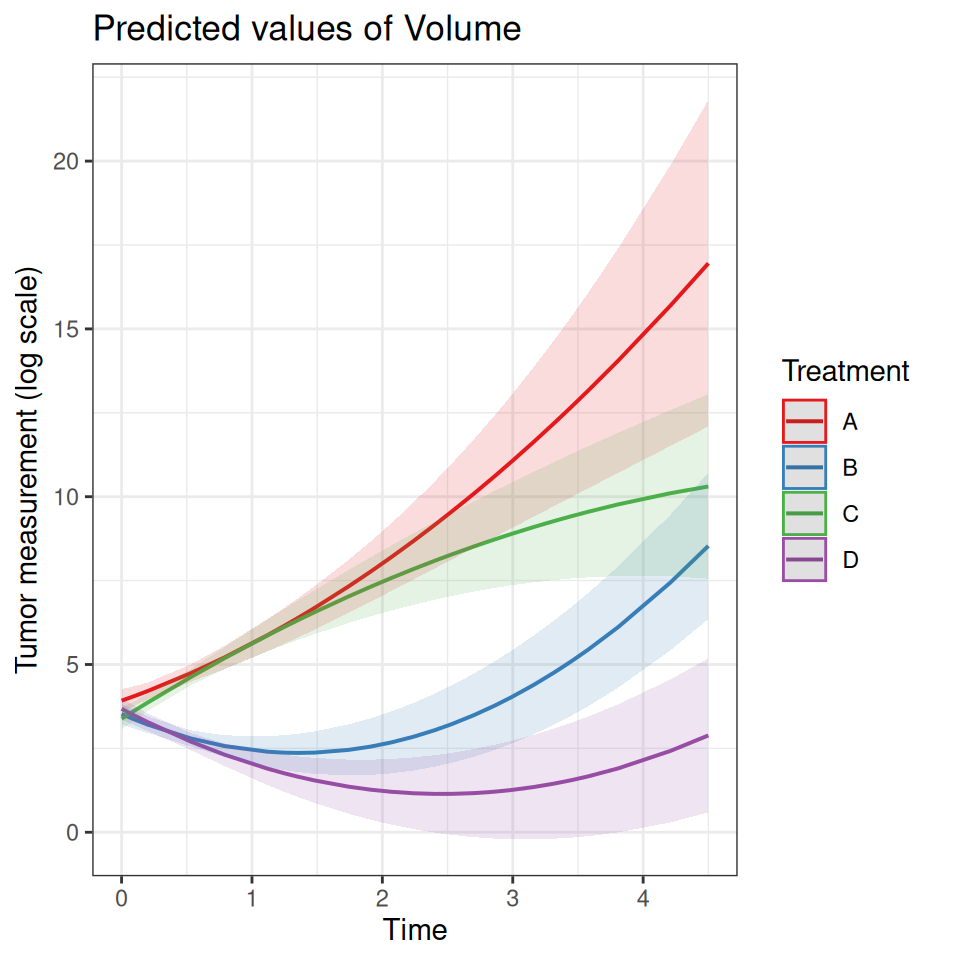 Predicted values of Volume
Tumor measurement (log scale)
20
15
10
5
0
0 1 2 3 4
Time
Treatment
A
B
C
D